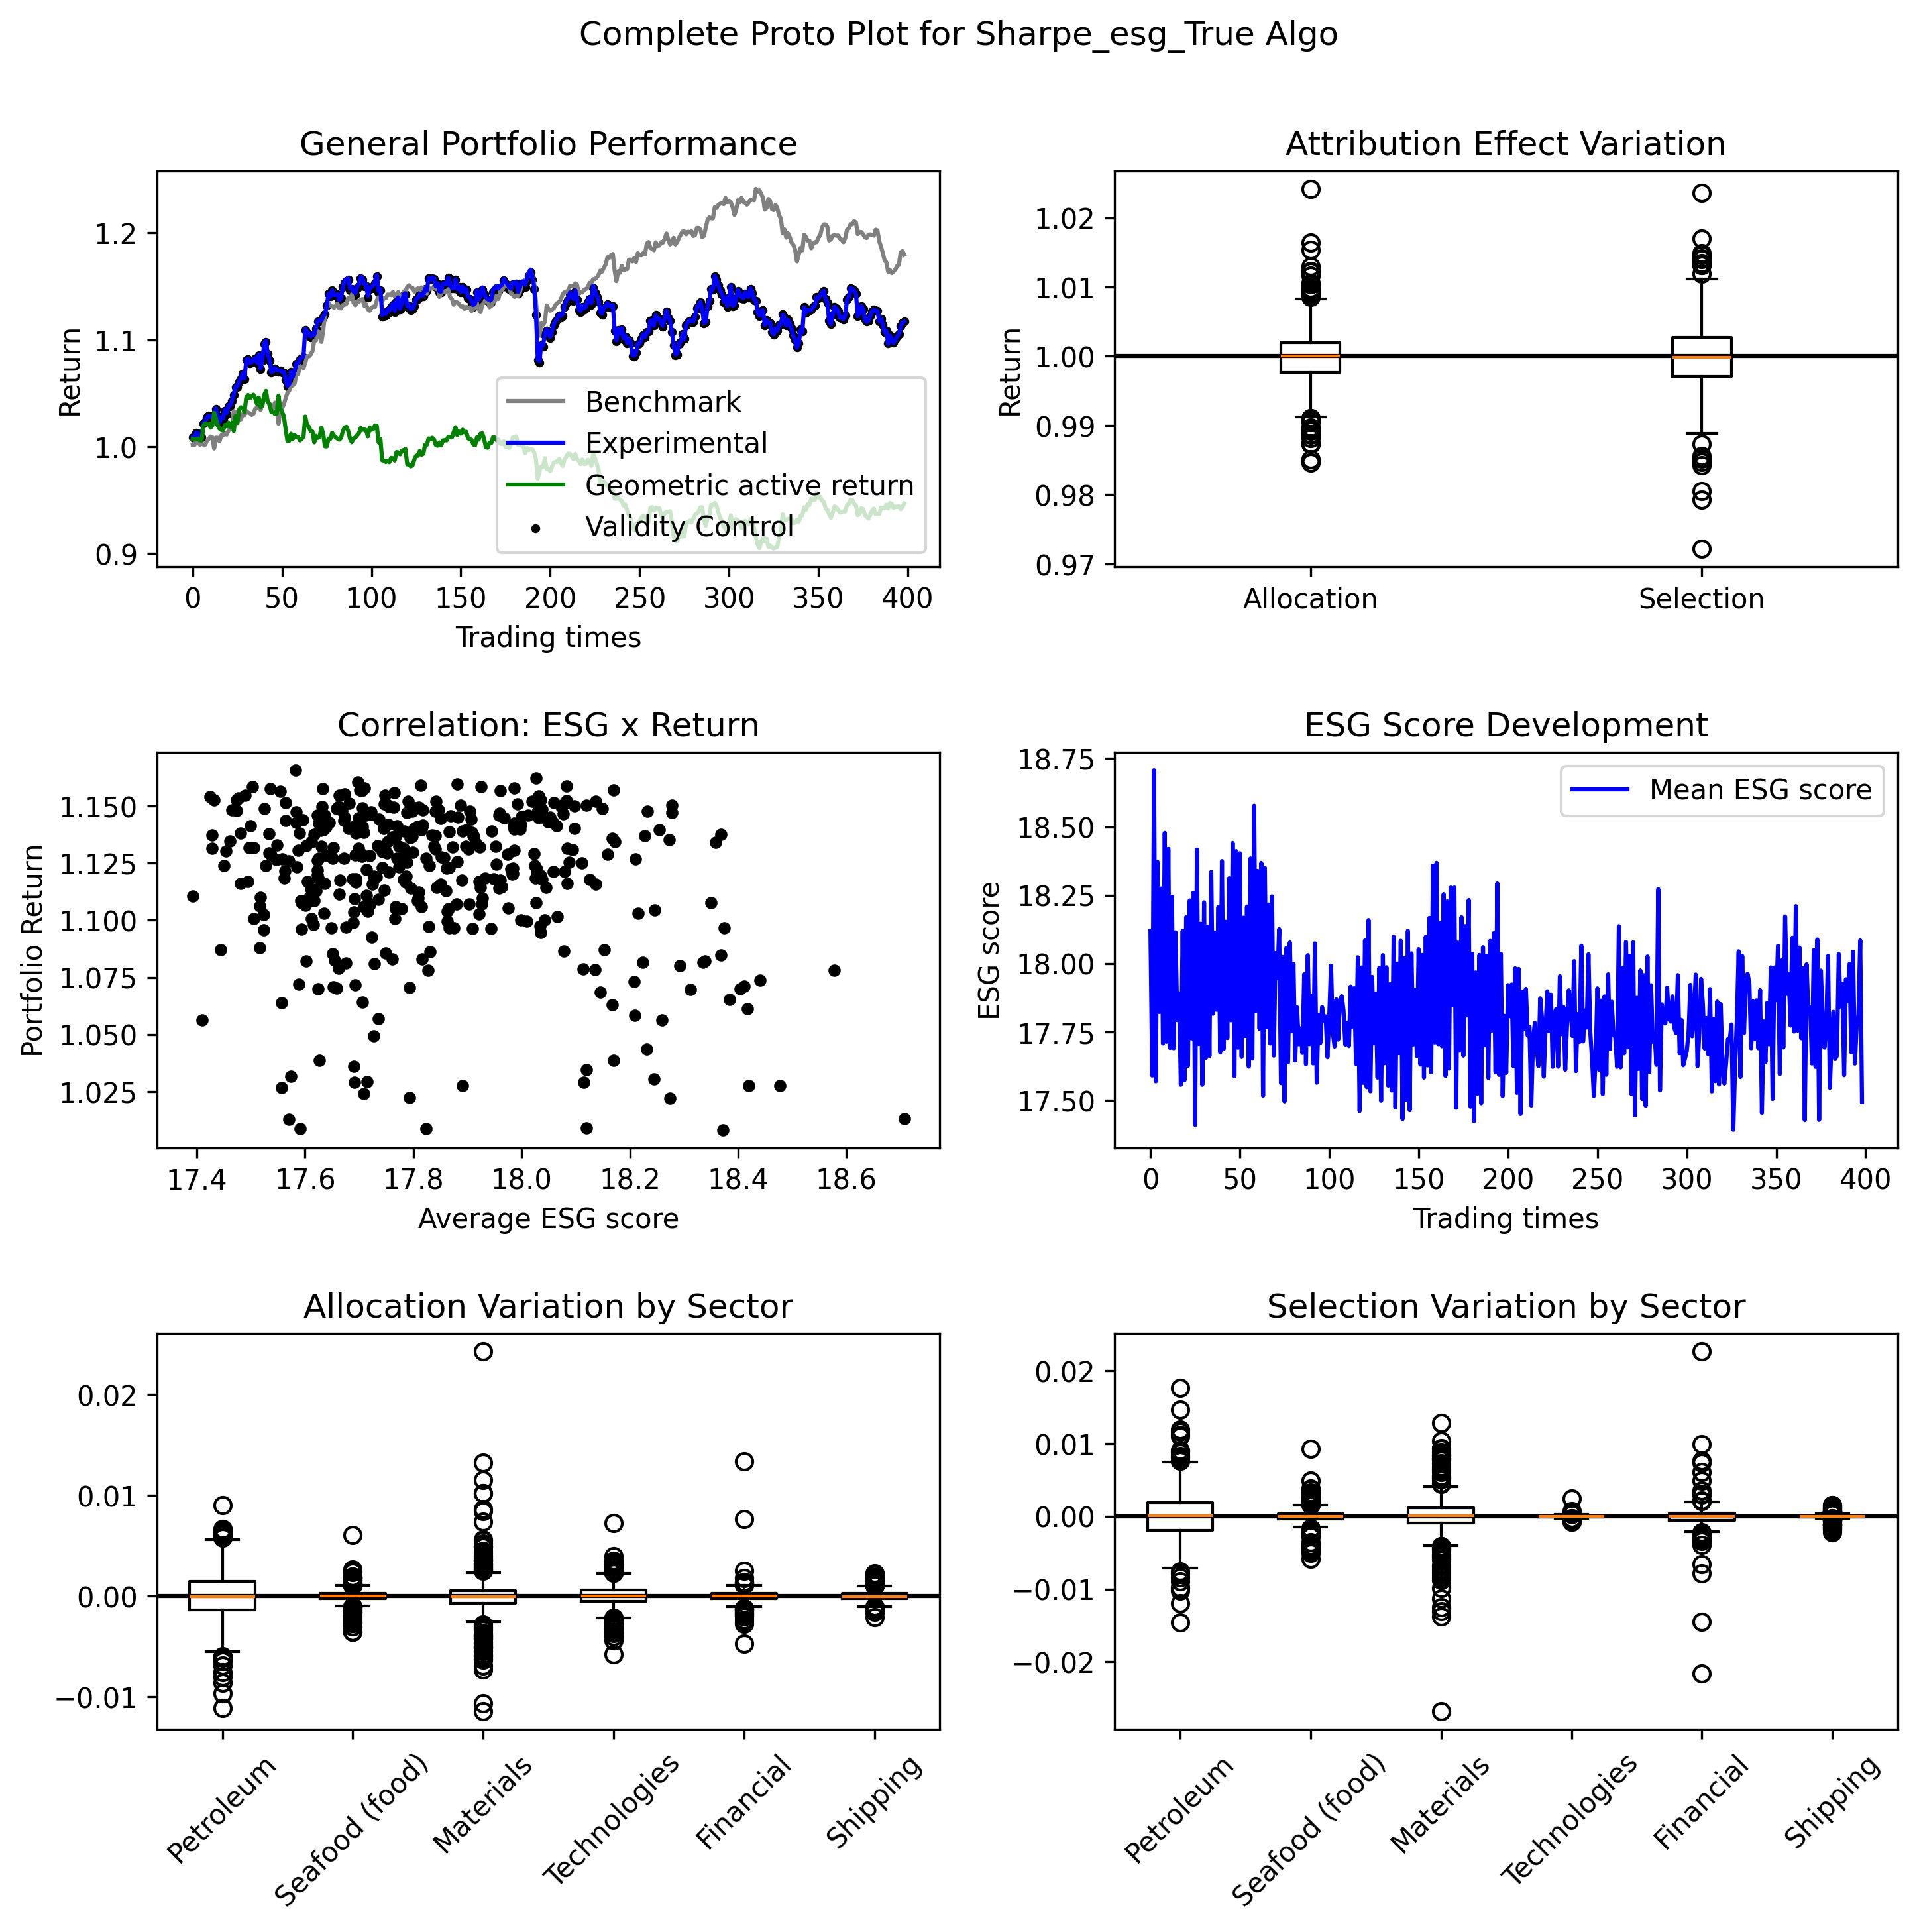 Complete Proto Plot for Sharpe_esg_True Algo
General Portfolio Performance
Return
1.2
1.1
1.0
0.9
Benchmark
Experimental
Geometric active return
Validity Control
0 50 100 150 200 250 300 350 400
Trading times
Attribution Effect Variation
Return
1.02
1.01
1.00
0.99
0.98
0.97
Allocation Selection
Correlation: ESG x Return
Portfolio Return
1.150
1.125
1.100
1.075
1.050
1.025
17.4 17.6 17.8 18.0 18.2 18.4 18.6
Average ESG score
ESG Score Development
ESG score
18.75
18.50
18.25
18.00
17.75
17.50
Mean ESG score
0 50 100 150 200 250 300 350 400
Trading times
Allocation Variation by Sector
0.02
0.01
0.00
−0.01
Petroleum
Seafood (food)
Materials
Technologies
Financial
Shipping
Selection Variation by Sector
0.02
0.01
0.00
−0.01
−0.02
Petroleum
Seafood (food)
Materials
Technologies
Financial
Shipping